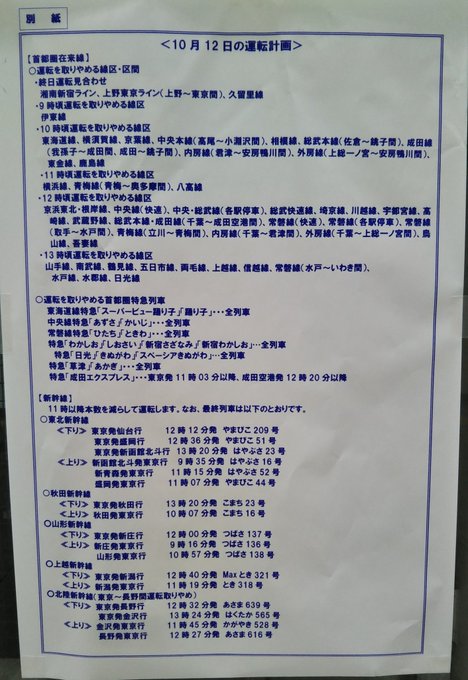 別 紙
＜10月12日の運転計画＞
【首都圏在来線】
○運転を取りやめる線区・区間
・終日運転見合わせ
湘南新宿ライン、上野東京ライン(上野～東京間)、久留里線
・9時頃運転を取りやめる線区
伊東線
・10時頃運転を取りやめる線区
東海道線、横須賀線、京葉線、中央本線(高尾～小淵沢間)、相模線、総武本線(佐倉～銚子間)、成田線
(我孫子～成田間、成田～銚子間)、内房線(君津～安房鴨川間)、外房線(上総一ノ宮～安房鴨川間)、
東金線、鹿島線
・11時頃運転を取りやめる線区
横浜線、青梅線(青梅～奥多摩間)、八高線
・12時頃運転を取りやめる線区
京浜東北・根岸線、中央線(快速)、中央・総武線(各駅停車)、総武快速線、埼京線、川越線、宇都宮線、高
崎線、武蔵野線、総武本線・成田線(千葉～成田空港間)、常磐線(快速)、常磐線(各駅停車)、常磐線
(取手～水戸間)、青梅線(立川～青梅間)、内房線(千葉～君津間)、外房線(千葉～上総一ノ宮間)、烏
山線、吾妻線
・13時頃運転を取りやめる線区
山手線、南武線、鶴見線、五日市線、両毛線、上越線、信越線、常磐線(水戸～いわき間)、
水戸線、水郡線、日光線
○運転を取りやめる首都圏特急列車
東海道線特急「スーパービュー踊り子」「踊り子」・・・全列車
中央線特急「あずさ」「かいじ」・・・全列車
常磐線特急「ひたち」「ときわ」・・・全列車
特急「わかしお」「しおさい」「新宿さざなみ」「新宿わかしお」…全列車
特急「日光」「きぬがわ」「スペーシアきぬがわ」…全列車
特急「草津」「あかぎ」・・・全列車
特急「成田エクスプレス」・・・東京発11時03分以降、成田空港発12時20分以降
【新幹線】
11時以降本数を減らして運転します。なお、最終列車は以下のとおりです。
○東北新幹線
≪下り≫ 東京発仙台行 12時12分発 やまびこ209号
東京発盛岡行 12時36分発 やまびこ51号
東京発新函館北斗行 13時20分発 はやぶさ23号
≪上り≫ 新函館北斗発東京行 9時35分発 はやぶさ16号
新青森発東京行 11時15分発 はやぶさ52号
盛岡発東京行 11時07分発 やまびこ44号
○秋田新幹線
≪下り≫ 東京発秋田行 13時20分発 こまち23号
≪上り≫ 秋田発東京行 10時07分発 こまち16号
○山形新幹線
≪下り≫ 東京発新庄行 12時00分発 つばさ137号
≪上り≫ 新庄発東京行 9時16分発 つばさ136号
山形発東京行 10時57分発 つばさ138号
○上越新幹線
≪下り≫ 東京発新潟行 12時40分発 Maxとき321号
≪上り≫ 新潟発東京行 11時19分発 とき318号
○北陸新幹線(東京～長野間運転取りやめ)
≪下り≫ 東京発長野行 12時32分発 あさま639号
東京発金沢行 13時24分発 はくたか565号
≪上り≫ 金沢発東京行 11時45分発 かがやき528号
長野発東京行 12時27分発 あさま616号